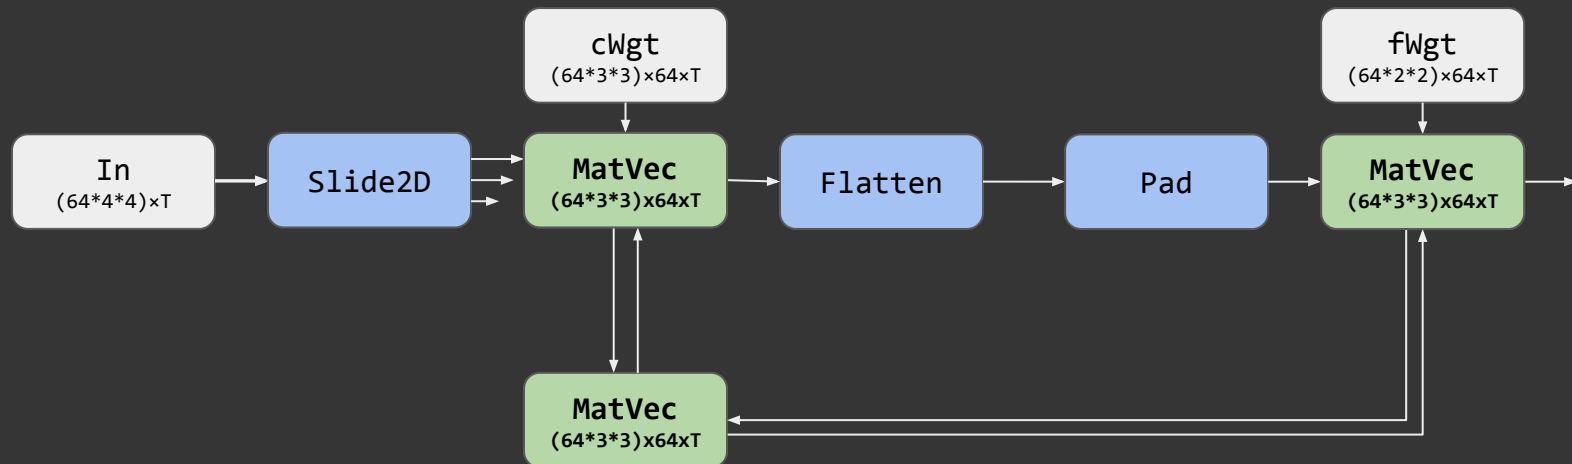 cWgt
(64*3*3)×64×T
fWgt
(64*2*2)×64×T
In
(64*4*4)×T
Slide2D
MatVec
(64*3*3)x64xT
Flatten
Pad
MatVec
(64*3*3)x64xT
MatVec
(64*3*3)x64xT